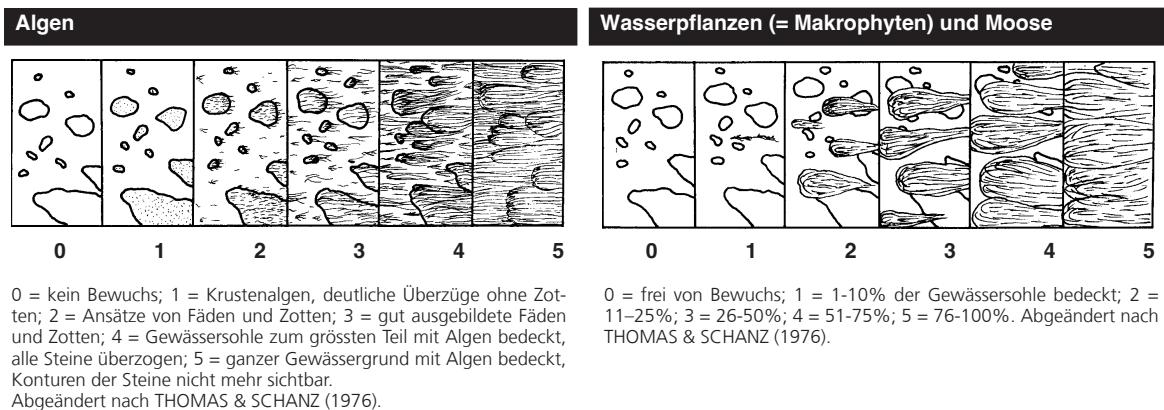 Algen
0 1 2 3 4 5
0 = kein Bewuchs; 1 = Krustenalgen, deutliche Überzüge ohne Zot-
ten; 2 = Ansätze von Fäden und Zotten; 3 = gut ausgebildete Fäden
und Zotten; 4 = Gewässersohle zum grössten Teil mit Algen bedeckt,
alle Steine überzogen; 5 = ganzer Gewässergrund mit Algen bedeckt,
Konturen der Steine nicht mehr sichtbar.
Abgeändert nach THOMAS & SCHANZ (1976).
Wasserpflanzen (= Makrophyten) und Moose
0 1 2 3 4 5
0 = frei von Bewuchs; 1 = 1-10% der Gewässersohle bedeckt; 2 =
11–25%; 3 = 26-50%; 4 = 51-75%; 5 = 76-100%. Abgeändert nach
THOMAS & SCHANZ (1976).